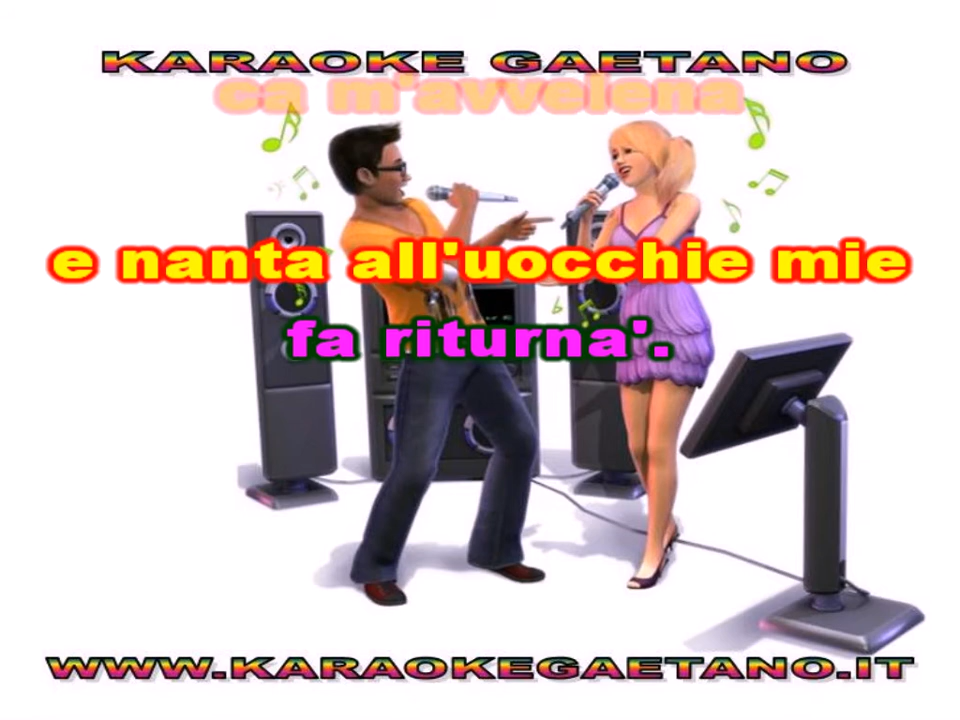 KARAOKE GAETANO
ca m'avvelena
e nanta all'uocchie mie
fa riturna'.
WWW.KARAOKEGAETANO.IT